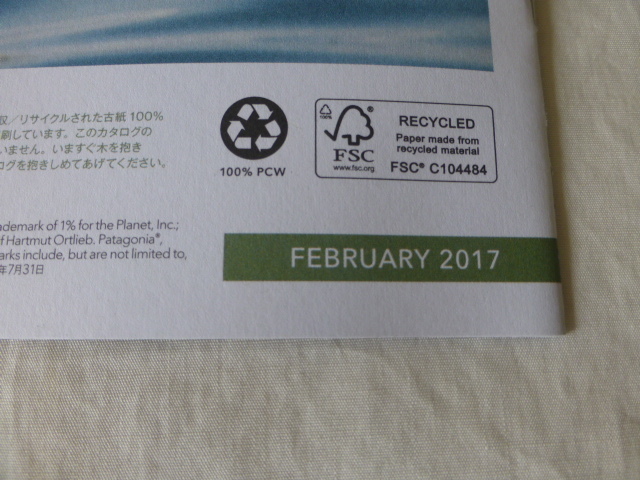 収／リサイクルされた古紙 100%
刷しています。このカタログの
いません。いますぐ木を抱き
ログを抱きしめてあげてください。
100% PCW
100%
®
FSC
www.fsc.org
RECYCLED
Paper made from
recycled material
FSC® C104484
demark of 1% for the Planet, Inc.;
f Hartmut Ortlieb. Patagonia®,
arks include, but are not limited to,
年7月31日
FEBRUARY 2017